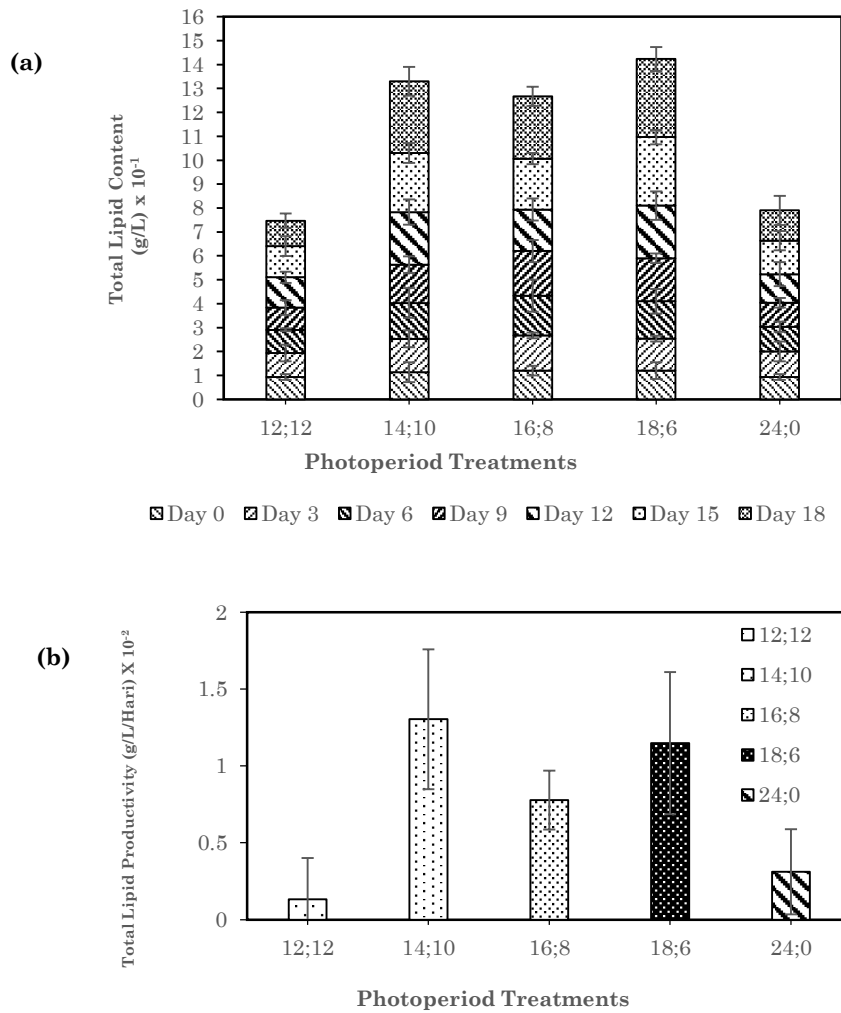 (a)
Total Lipid Content
(g/L) x 10⁻¹
16
15
14
13
12
11
10
9
8
7
6
5
4
3
2
1
0
12;12 14;10 16;8 18;6 24;0
Photoperiod Treatments
Day 0 Day 3 Day 6 Day 9 Day 12 Day 15 Day 18
(b)
Total Lipid Productivity (g/L/Hari) X 10⁻²
2
1.5
1
0.5
0
12;12
14;10
16;8
18;6
24;0
12;12 14;10 16;8 18;6 24;0
Photoperiod Treatments